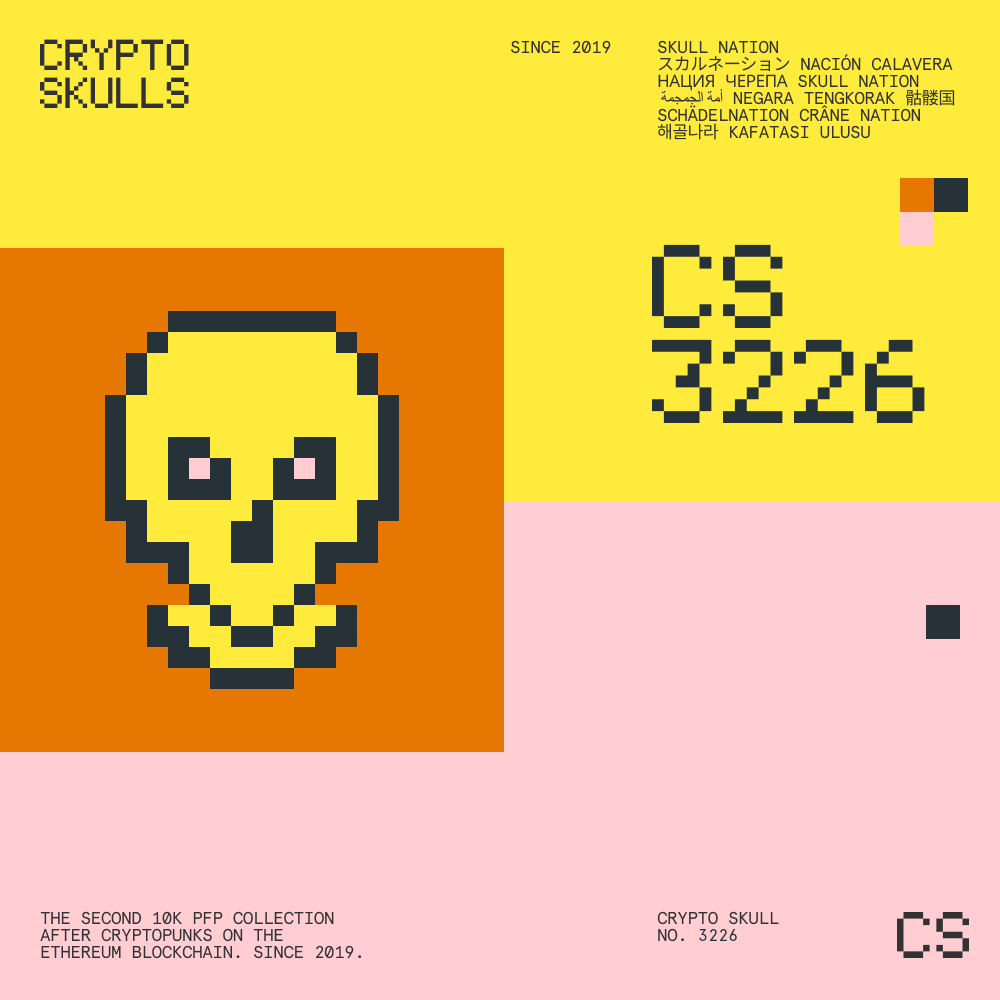 CRYPTO
SKULLS
SINCE 2019
SKULL NATION
スカルネーション NACIÓN CALAVERA
НАЦИЯ ЧЕРЕПА SKULL NATION
أمة الجمجمة NEGARA TENGKORAK 骷髅国
SCHÄDELNATION CRÂNE NATION
해골나라 KAFATASI ULUSU
CS
3226
THE SECOND 10K PFP COLLECTION
AFTER CRYPTOPUNKS ON THE
ETHEREUM BLOCKCHAIN. SINCE 2019.
CRYPTO SKULL
NO. 3226
CS